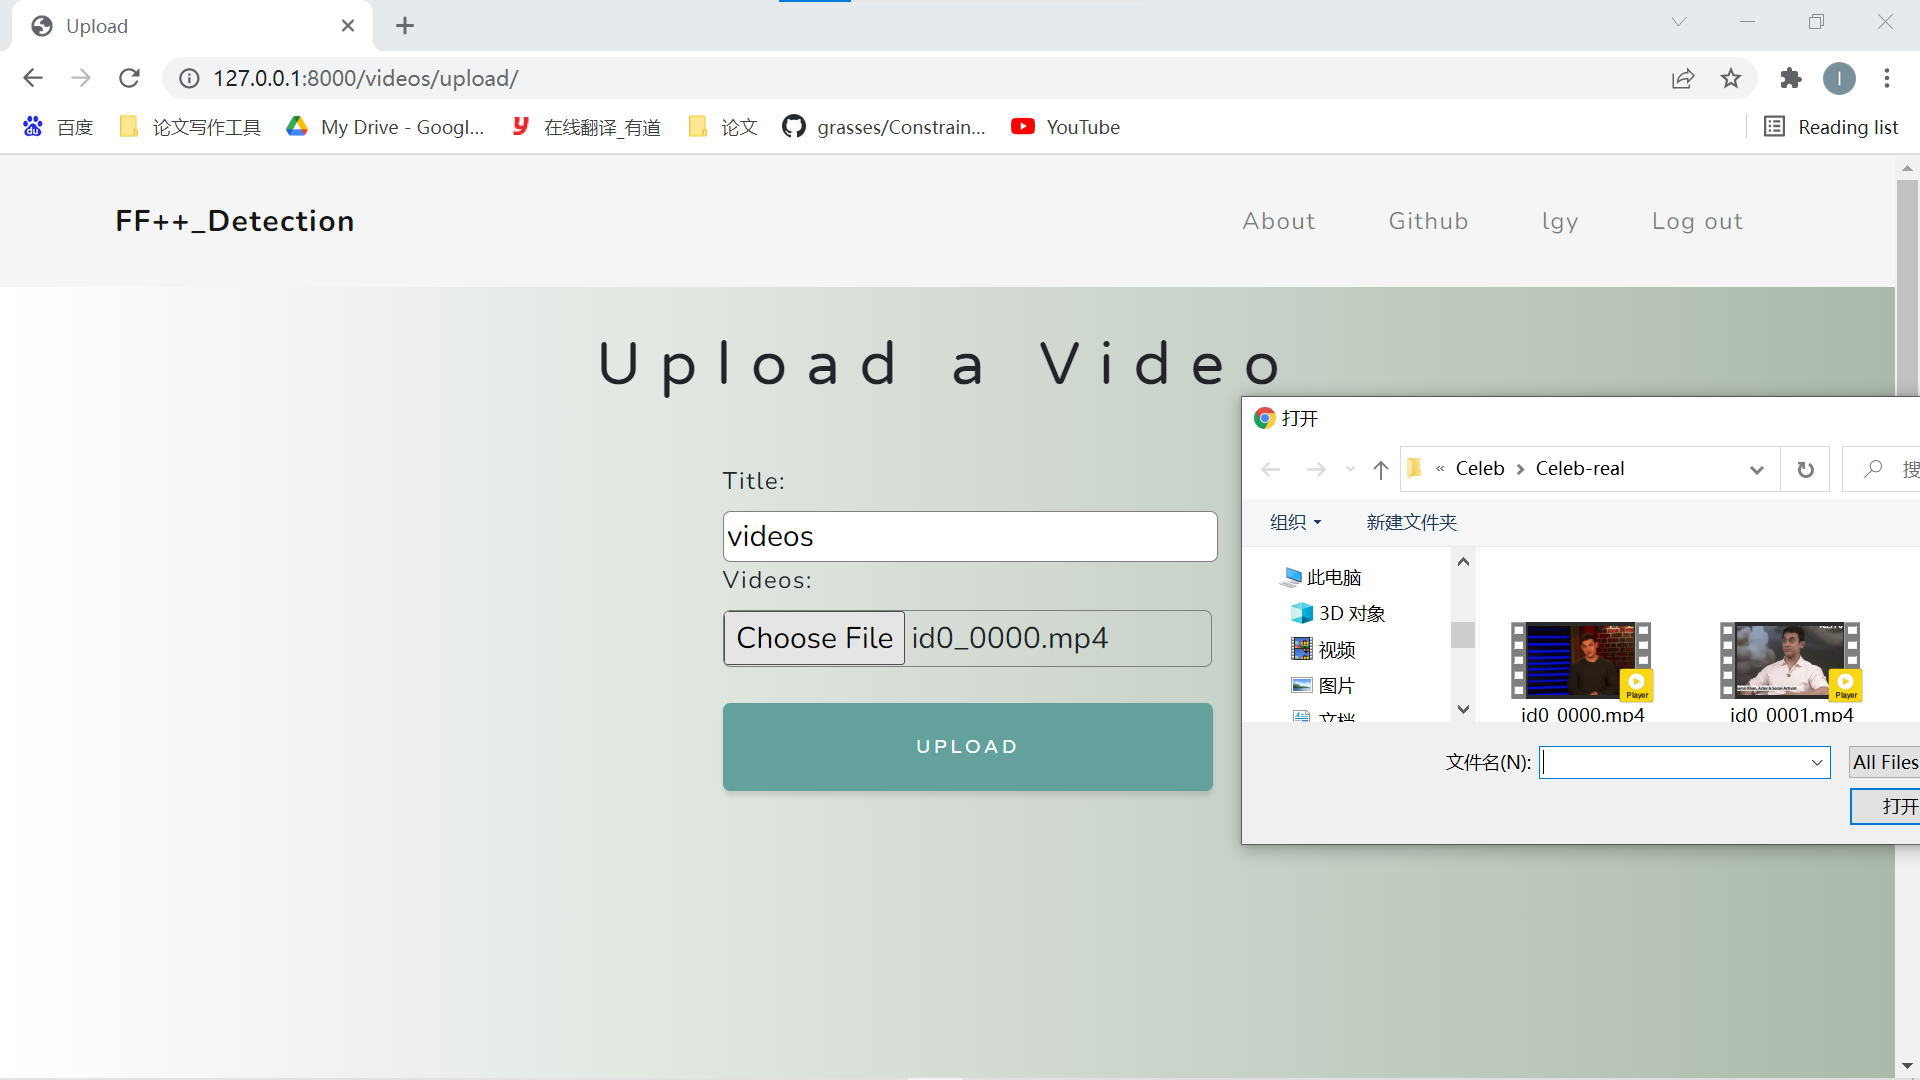 Upload
127.0.0.1:8000/videos/upload/
百度 论文写作工具 My Drive - Googl... 在线翻译_有道 论文 grasses/Constrain... YouTube Reading list
FF++_Detection About Github lgy Log out
Upload a Video
Title:
videos
Videos:
Choose File id0_0000.mp4
UPLOAD
打开
« Celeb › Celeb-real 搜
组织 新建文件夹
此电脑
3D 对象
视频
图片
文档
Player Player
id0_0000.mp4 id0_0001.mp4
文件名(N): All Files
打开